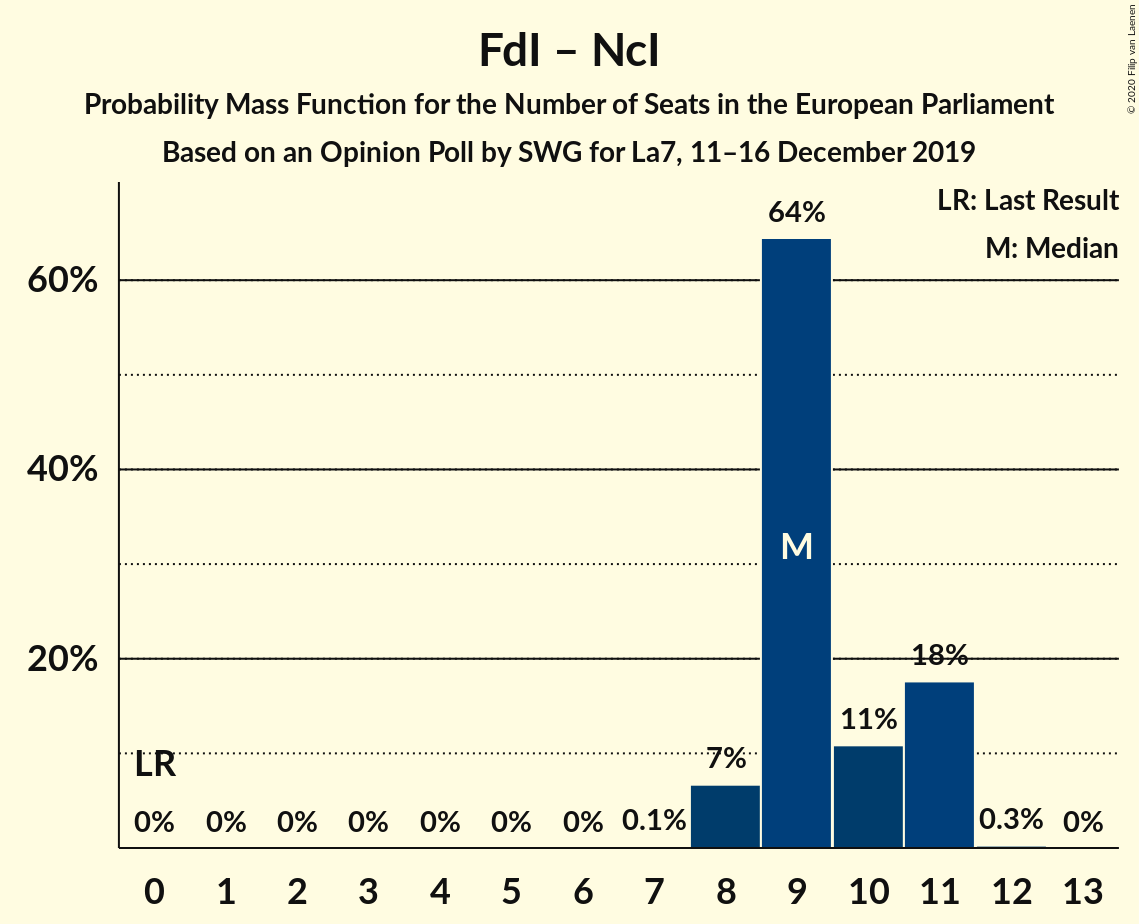 FdI – NcI
Probability Mass Function for the Number of Seats in the European Parliament
Based on an Opinion Poll by SWG for La7, 11–16 December 2019
© 2020 Filip van Laenen
LR: Last Result
M: Median
60%
40%
20%
LR
0%
0%
0%
0%
0%
0%
0%
0.1%
7%
64%
M
11%
18%
0.3%
0%
0 1 2 3 4 5 6 7 8 9 10 11 12 13